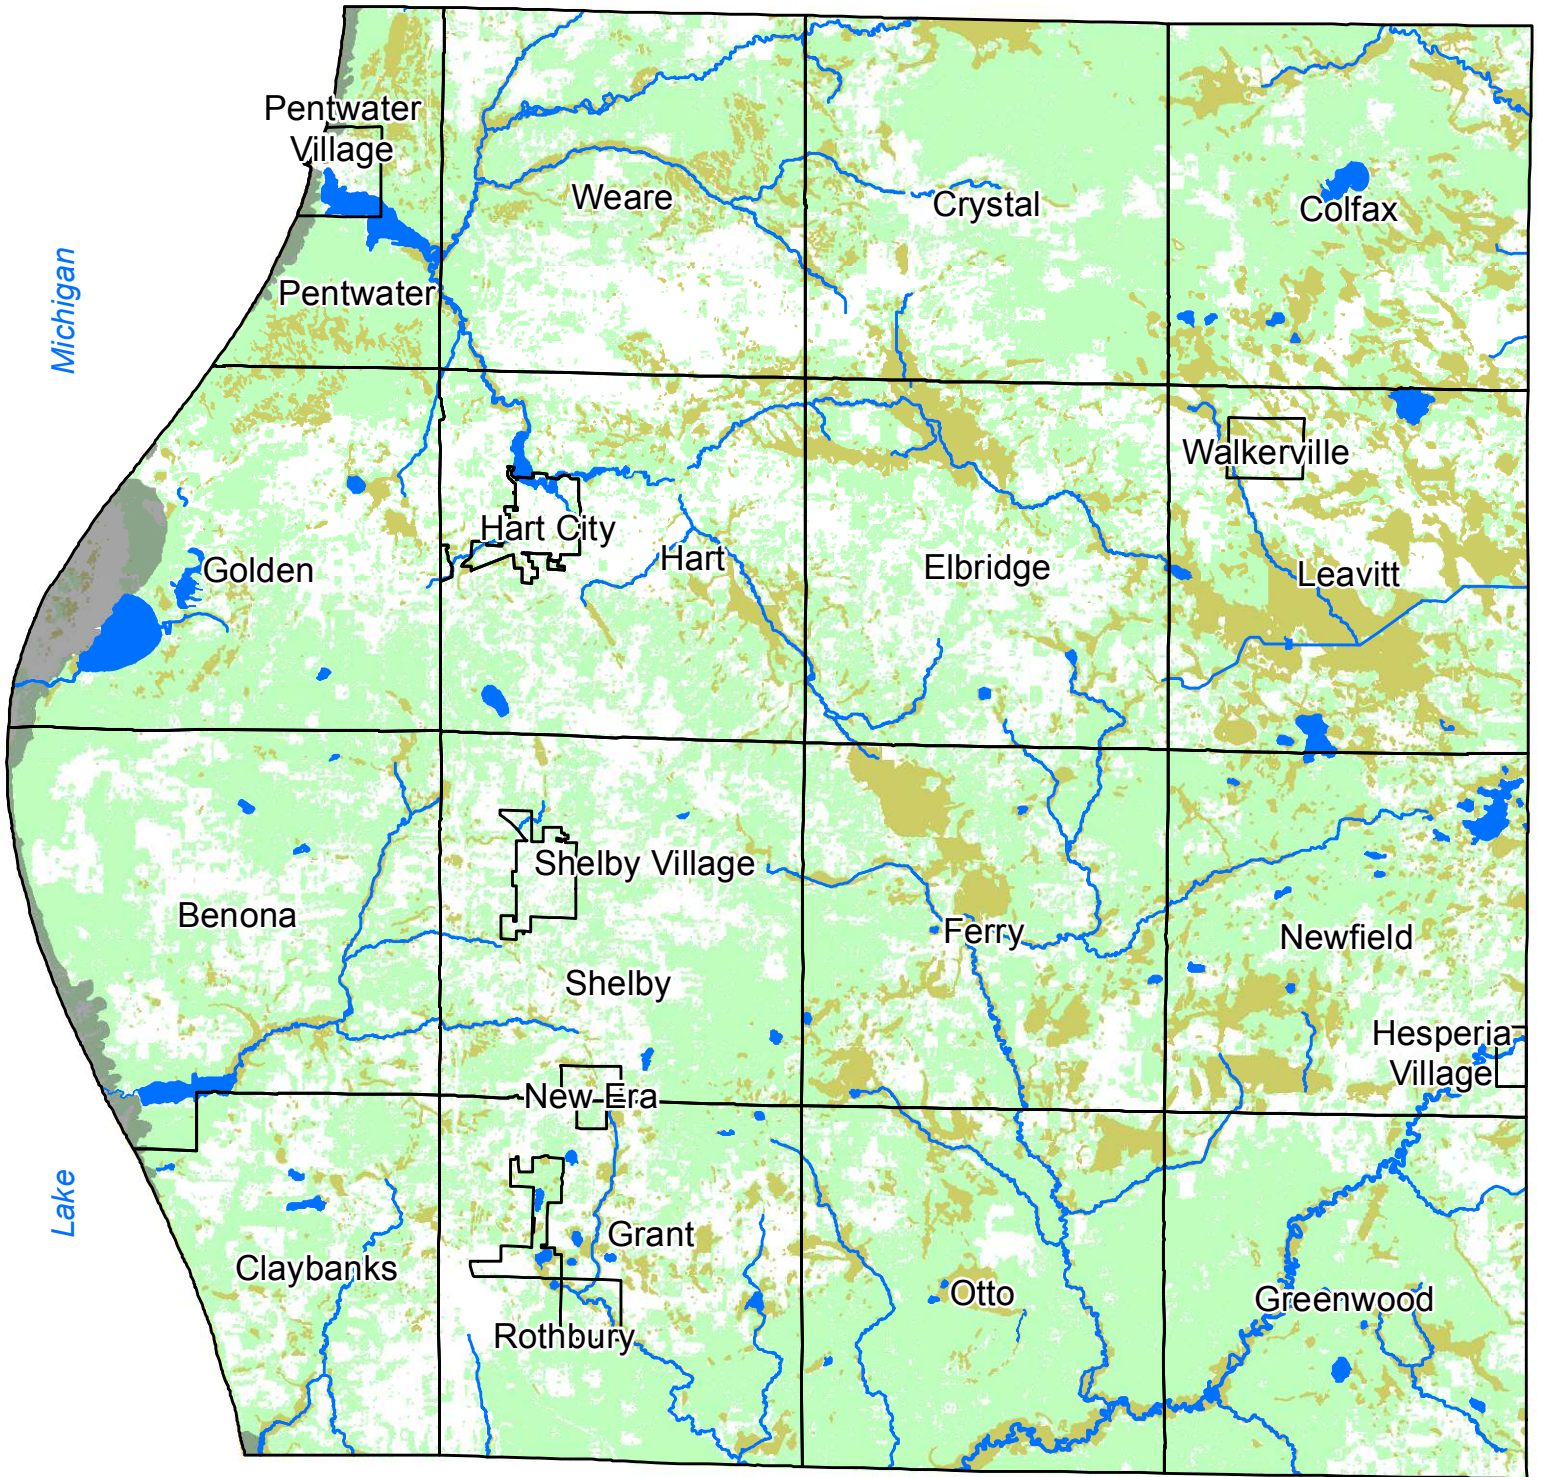 Pentwater
Village
Weare
Crystal
Colfax
Michigan
Pentwater
Walkerville
Hart City
Hart
Golden
Elbridge
Leavitt
Shelby Village
Benona
Ferry
Newfield
Shelby
Hesperia
Village
New Era
Lake
Grant
Claybanks
Otto
Greenwood
Rothbury